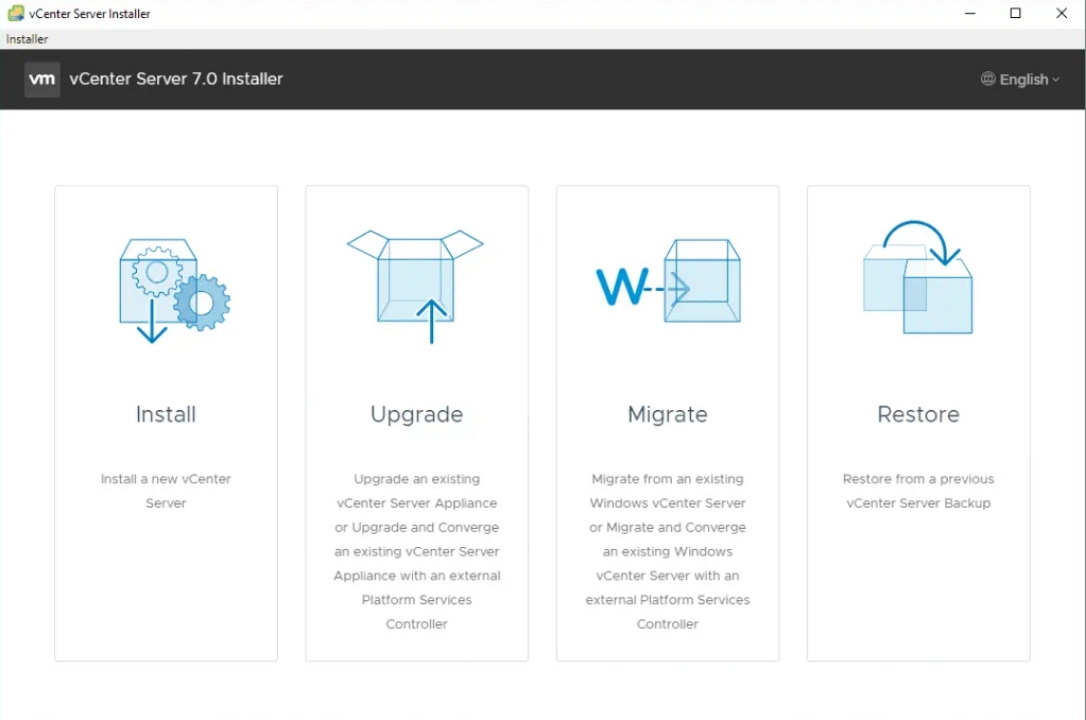 vCenter Server Installer
Installer
vm vCenter Server 7.0 Installer
English
Install
Install a new vCenter
Server
Upgrade
Upgrade an existing
vCenter Server Appliance
or Upgrade and Converge
an existing vCenter Server
Appliance with an external
Platform Services
Controller
W
Migrate
Migrate from an existing
Windows vCenter Server
or Migrate and Converge
an existing Windows
vCenter Server with an
external Platform Services
Controller
Restore
Restore from a previous
vCenter Server Backup